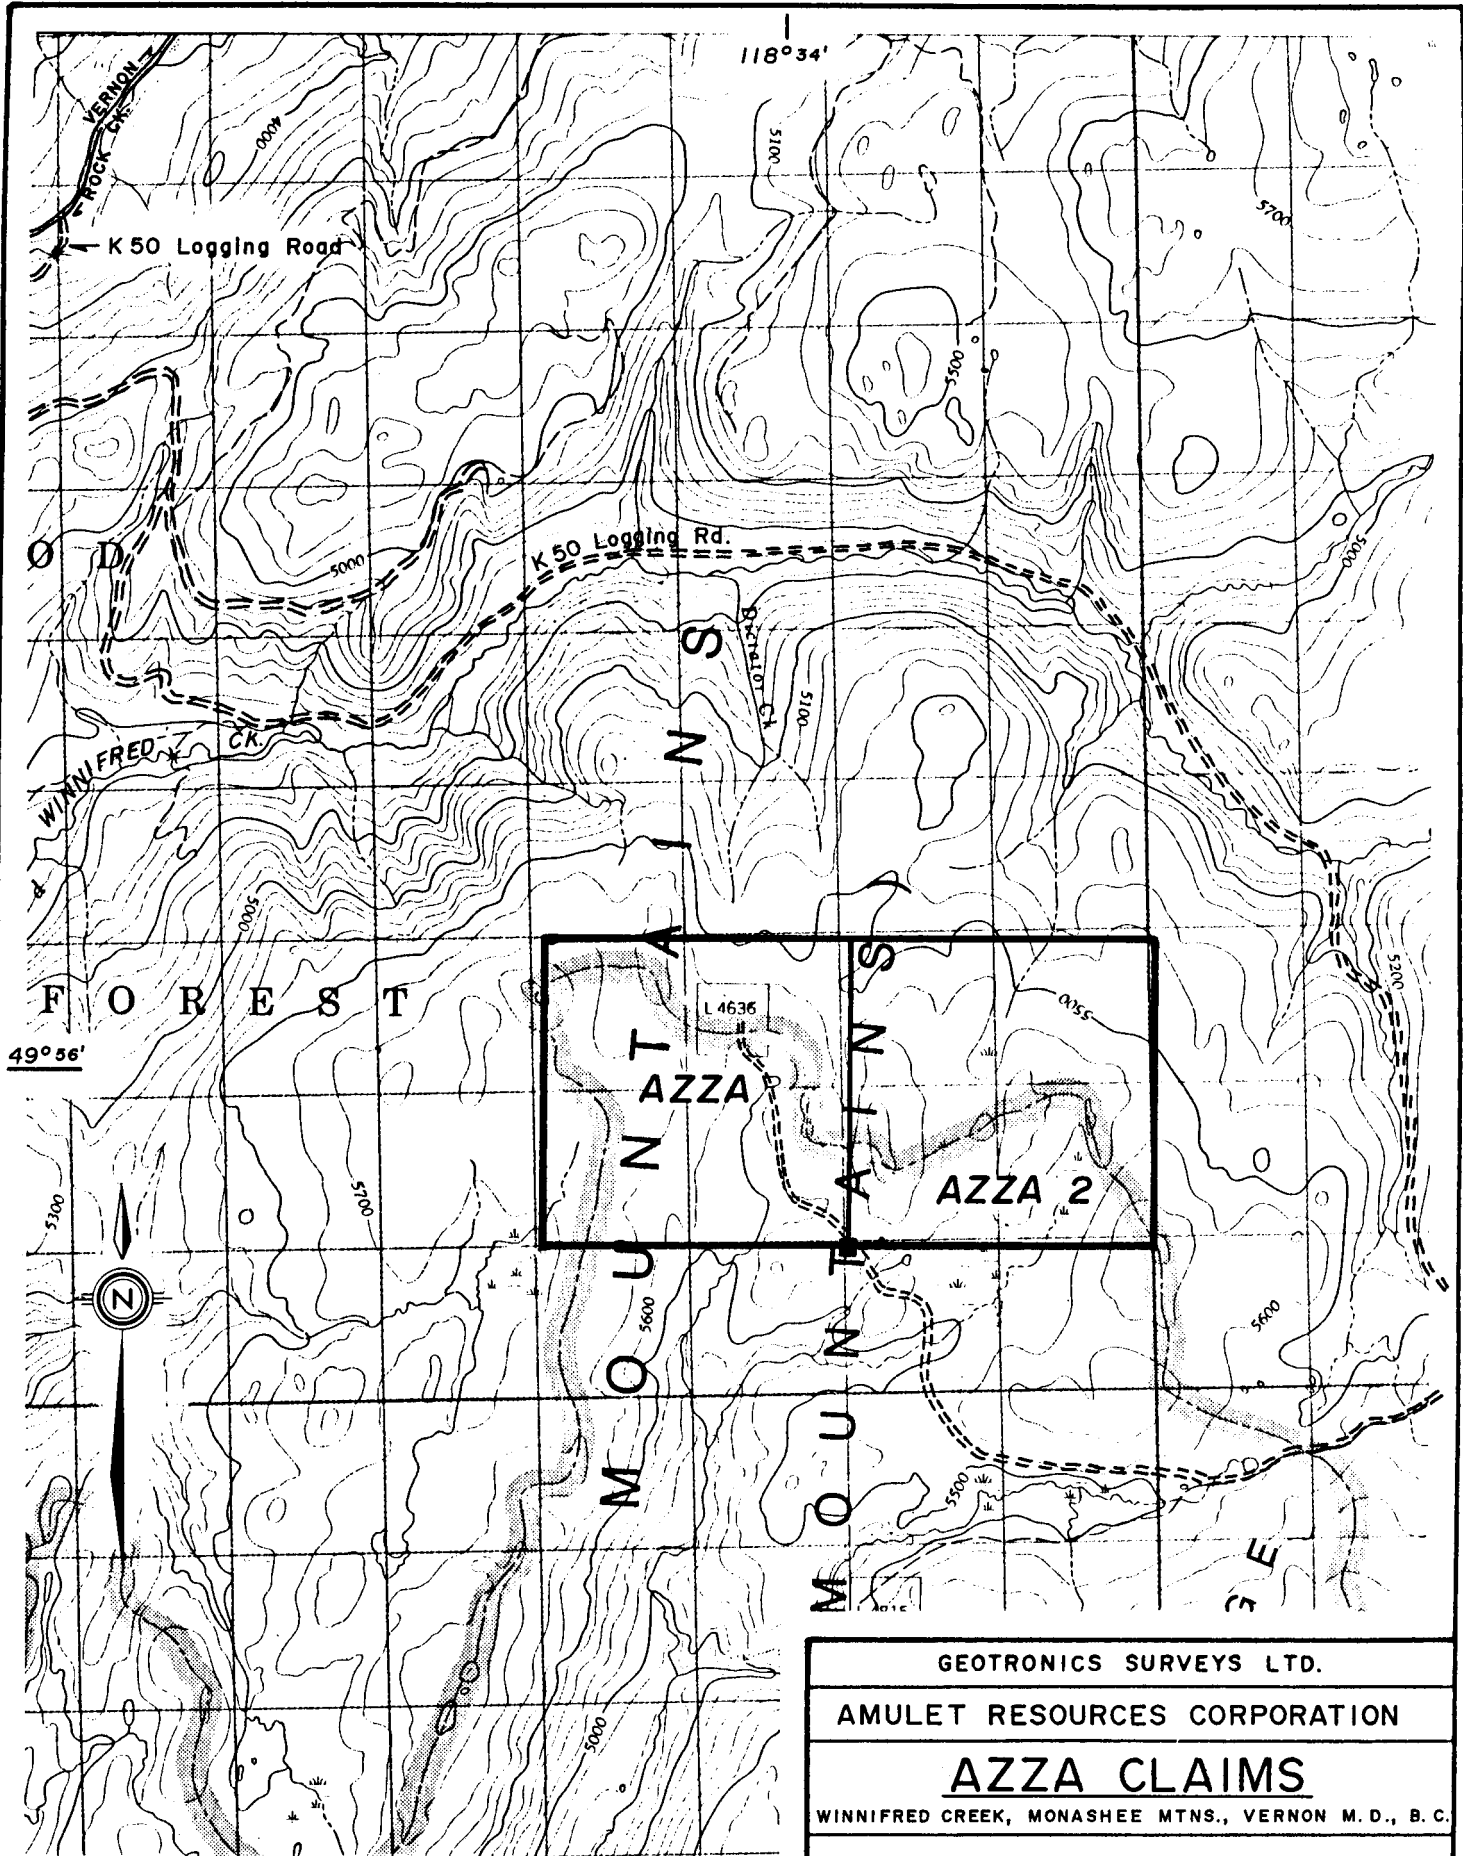 118°34'
VERNON
ROCK CK.
4000
5100
5700
K 50 Logging Road
5500
O D
K 50 Logging Rd.
5000
5000
5100
WINNIFRED CK.
5000
MOUNTAINS
MOUNTAINS)
FOREST
5200
L 4636
5500
49°56'
AZZA
AZZA 2
5300
5700
N
5600
5600
5500
GE
5000
GEOTRONICS SURVEYS LTD.
AMULET RESOURCES CORPORATION
AZZA CLAIMS
WINNIFRED CREEK, MONASHEE MTNS., VERNON M.D., B.C.